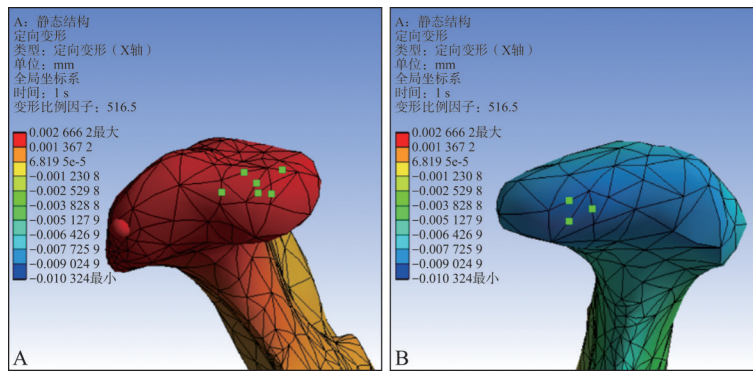 A：静态结构
定向变形
类型：定向变形（X轴）
单位：mm
全局坐标系
时间：1 s
变形比例因子：516.5
0.002 666 2最大
0.001 367 2
6.819 5e-5
−0.001 230 8
−0.002 529 8
−0.003 828 8
−0.005 127 9
−0.006 426 9
−0.007 725 9
−0.009 024 9
−0.010 324最小
A
A：静态结构
定向变形
类型：定向变形（X轴）
单位：mm
全局坐标系
时间：1 s
变形比例因子：516.5
0.002 666 2最大
0.001 367 2
6.819 5e-5
−0.001 230 8
−0.002 529 8
−0.003 828 8
−0.005 127 9
−0.006 426 9
−0.007 725 9
−0.009 024 9
−0.010 324最小
B